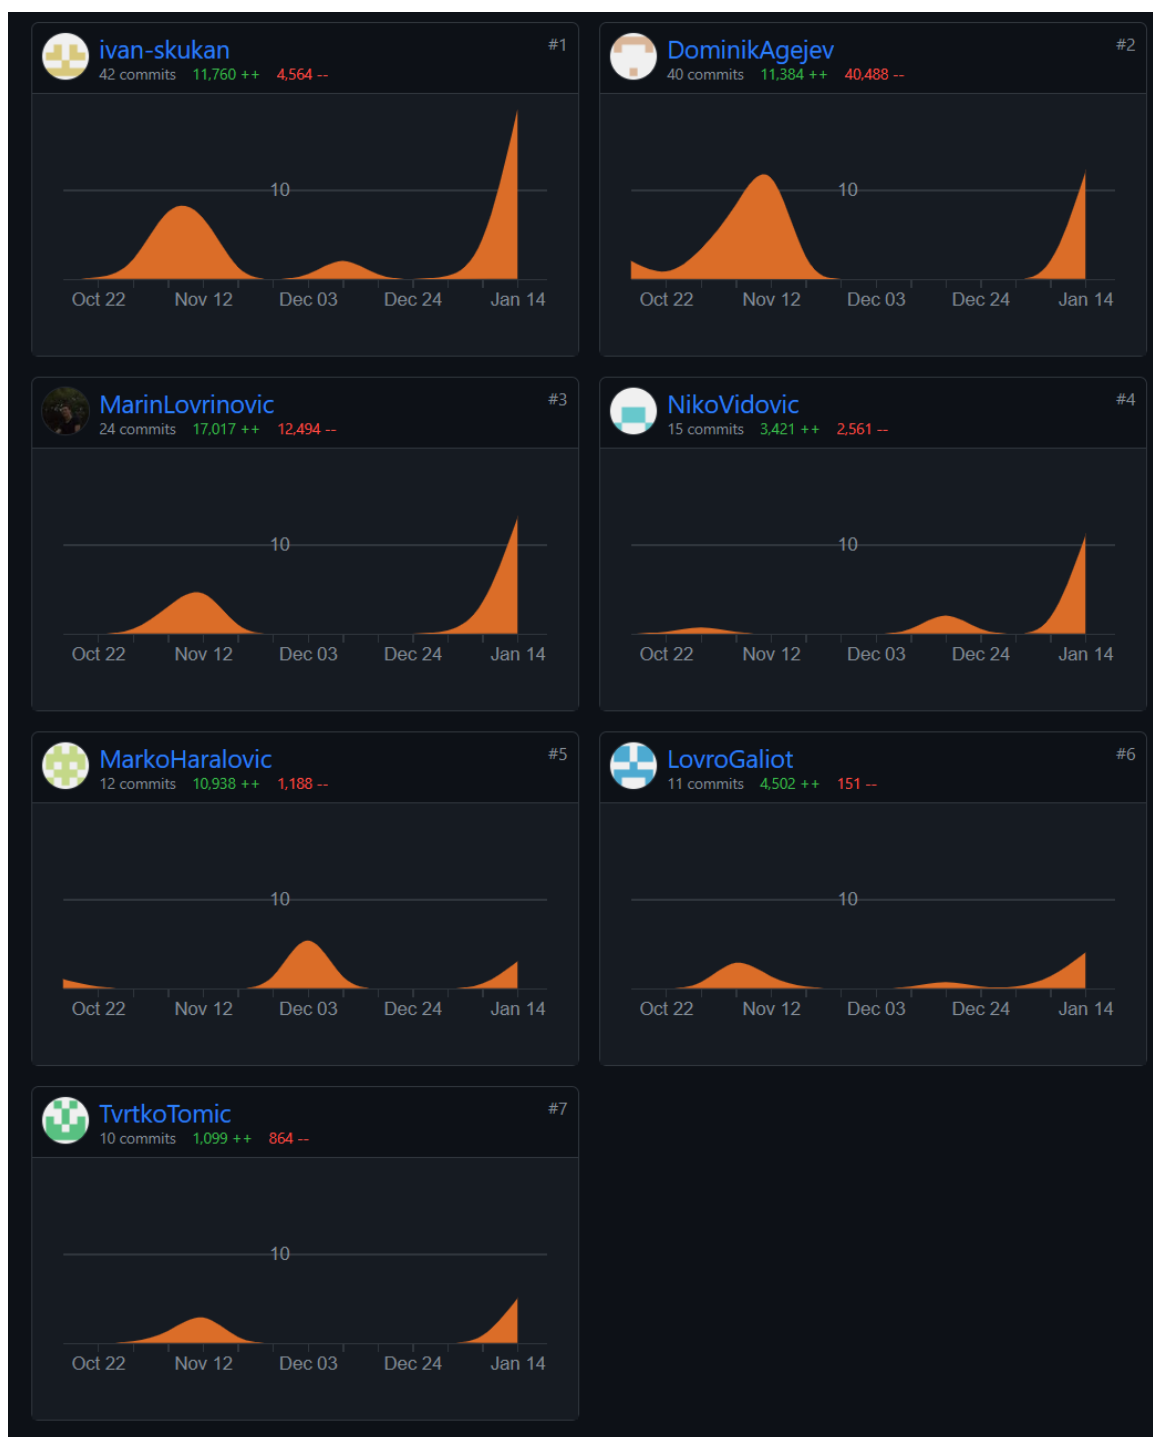 ivan-skukan #1
42 commits 11,760 ++ 4,564 --
10
Oct 22 Nov 12 Dec 03 Dec 24 Jan 14
DominikAgejev #2
40 commits 11,384 ++ 40,488 --
10
Oct 22 Nov 12 Dec 03 Dec 24 Jan 14
MarinLovrinovic #3
24 commits 17,017 ++ 12,494 --
10
Oct 22 Nov 12 Dec 03 Dec 24 Jan 14
NikoVidovic #4
15 commits 3,421 ++ 2,561 --
10
Oct 22 Nov 12 Dec 03 Dec 24 Jan 14
MarkoHaralovic #5
12 commits 10,938 ++ 1,188 --
10
Oct 22 Nov 12 Dec 03 Dec 24 Jan 14
LovroGaliot #6
11 commits 4,502 ++ 151 --
10
Oct 22 Nov 12 Dec 03 Dec 24 Jan 14
TvrtkoTomic #7
10 commits 1,099 ++ 864 --
10
Oct 22 Nov 12 Dec 03 Dec 24 Jan 14